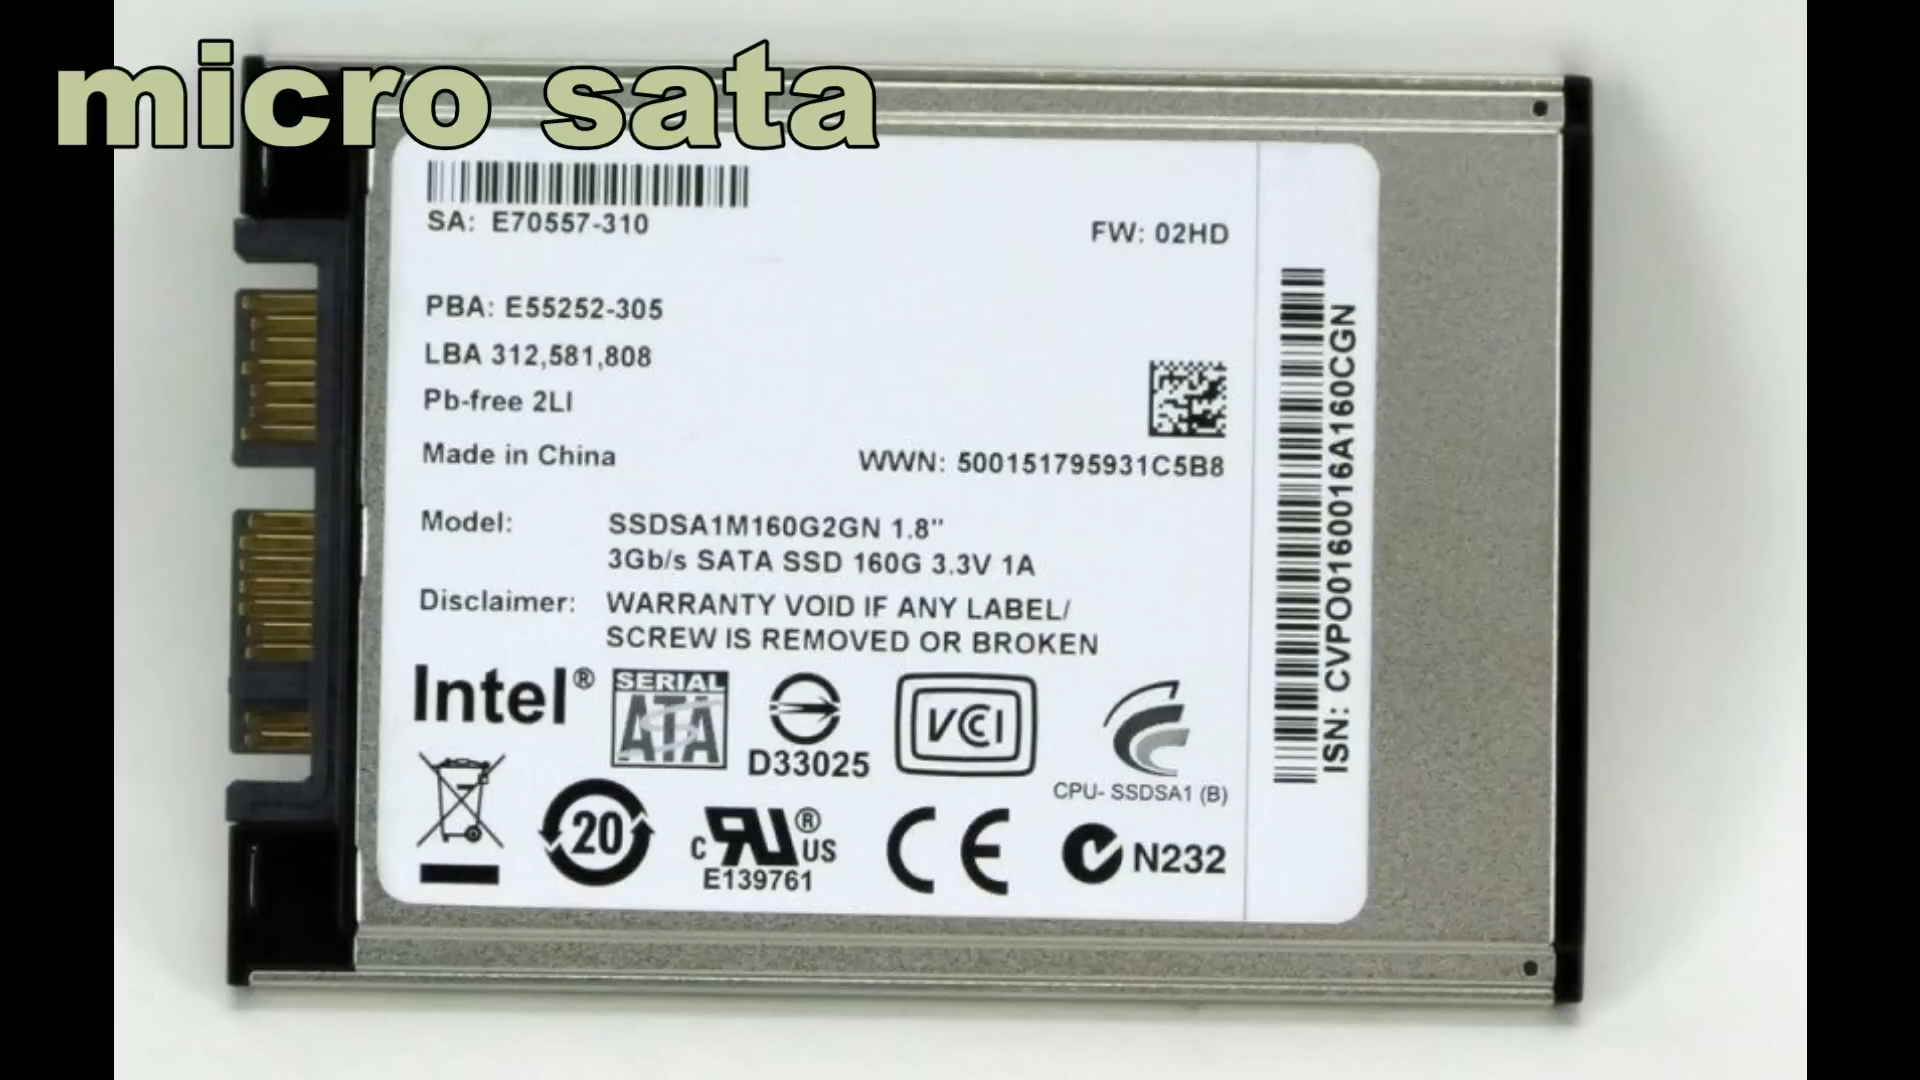 micro sata
SA: E70557-310
FW: 02HD
PBA: E55252-305
LBA 312,581,808
Pb-free 2LI
Made in China
WWN: 500151795931C5B8
Model: SSDSA1M160G2GN 1.8"
3Gb/s SATA SSD 160G 3.3V 1A
Disclaimer: WARRANTY VOID IF ANY LABEL/
SCREW IS REMOVED OR BROKEN
Intel®
SERIAL
ATA
D33025
VCI
CPU- SSDSA1 (B)
20
c RU® US
E139761
CE
N232
ISN: CVPO0160016A160CGN